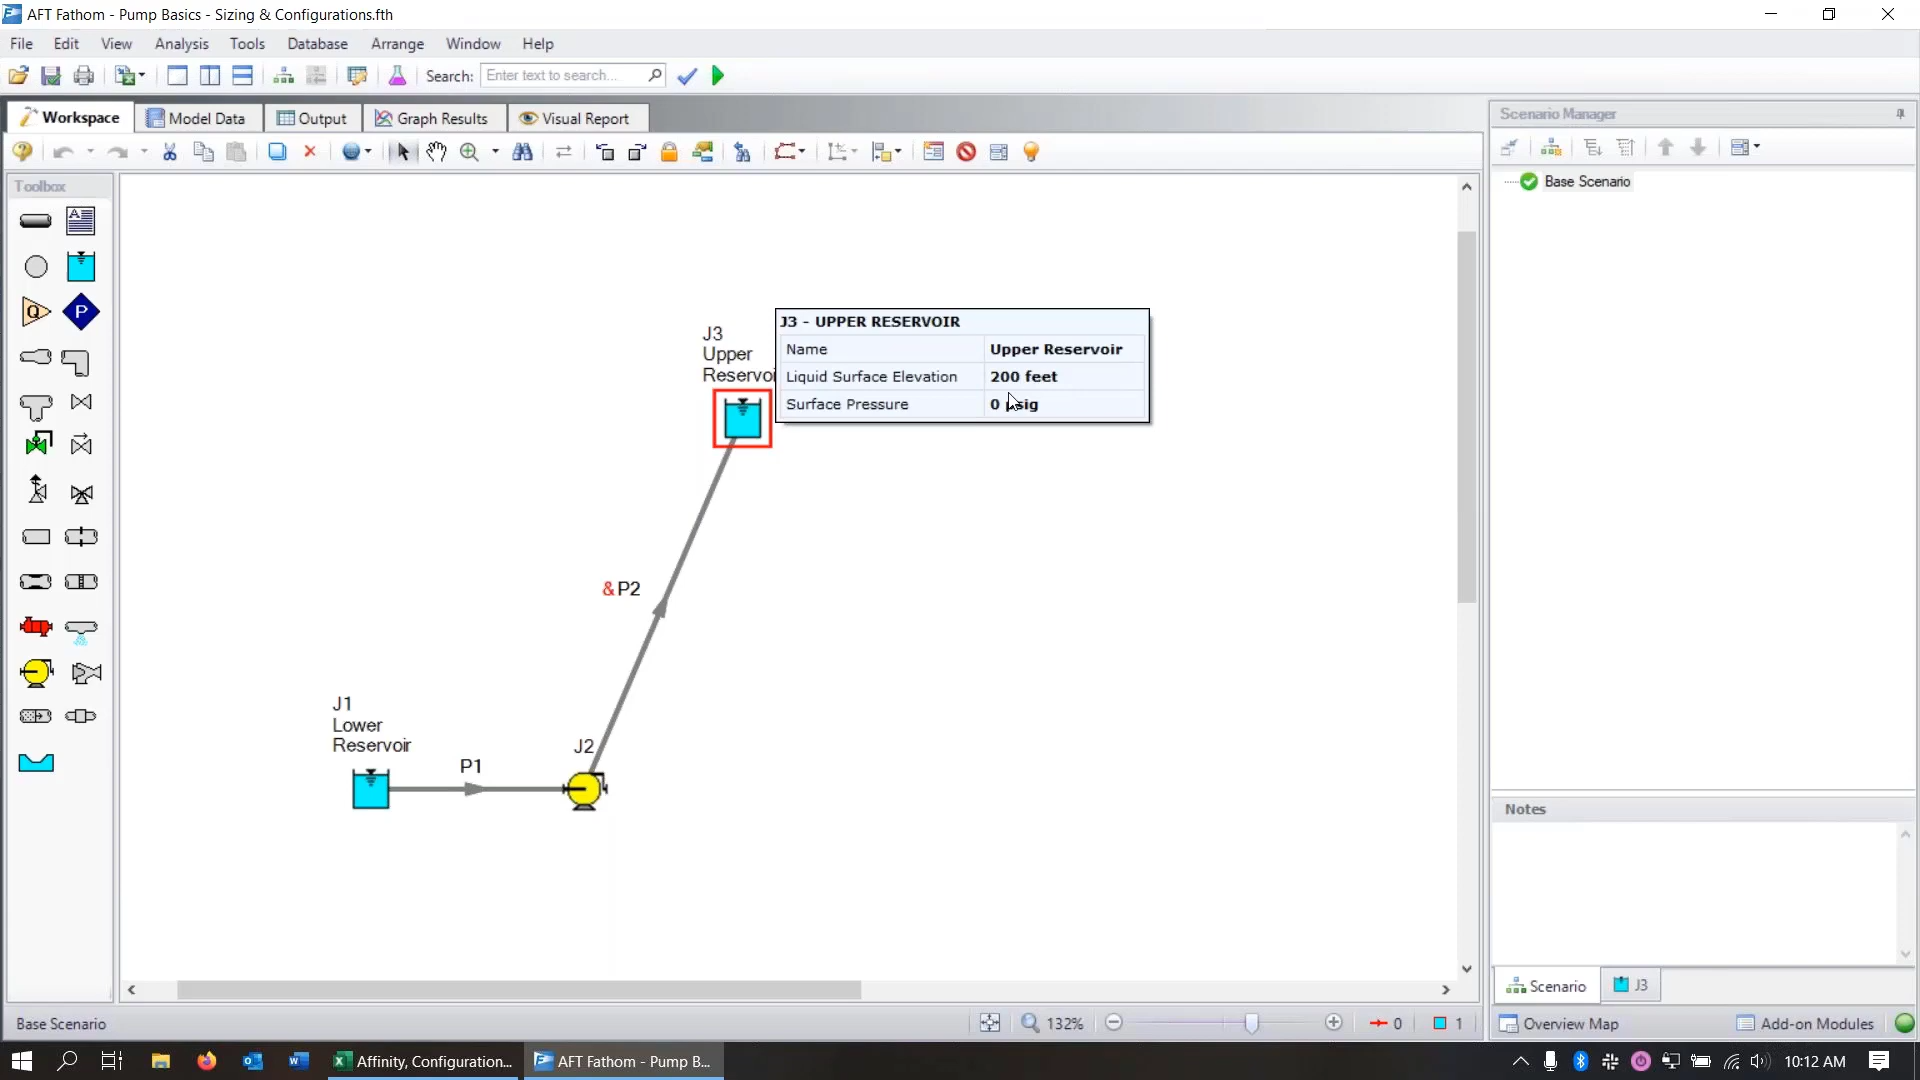 AFT Fathom - Pump Basics - Sizing & Configurations.fth
File Edit View Analysis Tools Database Arrange Window Help
Search: Enter text to search...
Workspace Model Data Output Graph Results Visual Report
Scenario Manager
Toolbox
Base Scenario
A
Q P
J3 - UPPER RESERVOIR
Name Upper Reservoir
Liquid Surface Elevation 200 feet
Surface Pressure 0 psig
J3
Upper
Reservoir
& P2
J1
Lower
Reservoir
P1
J2
Notes
Scenario J3
Base Scenario 132% 0 1 Overview Map Add-on Modules
Affinity, Configuration... AFT Fathom - Pump B... 10:12 AM